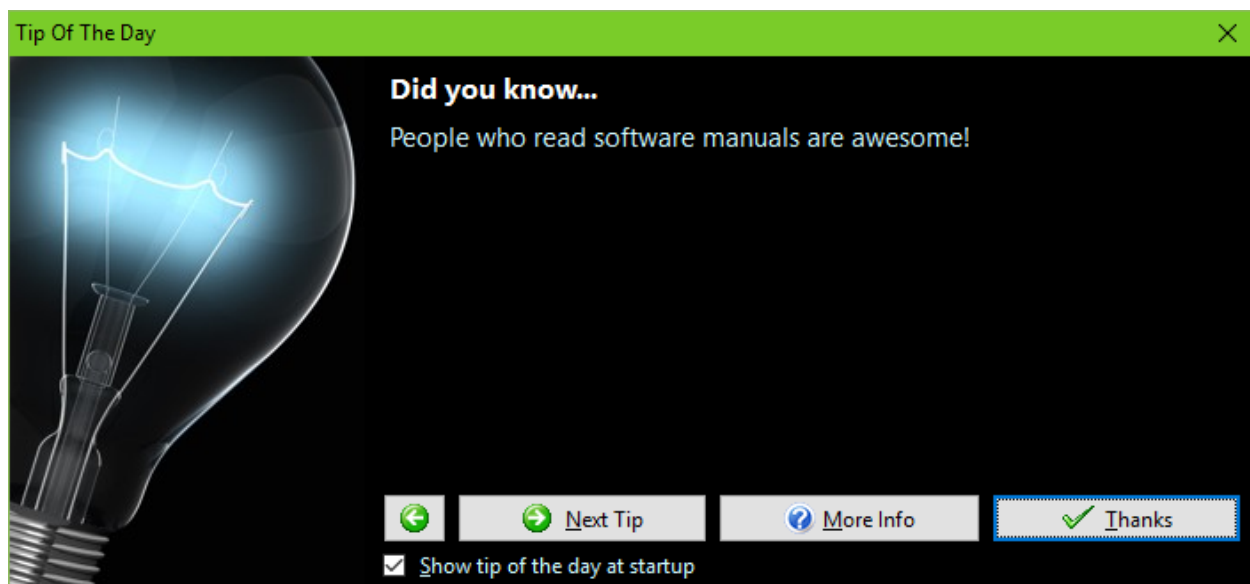 Tip Of The Day
Did you know...
People who read software manuals are awesome!
Next Tip
More Info
Thanks
Show tip of the day at startup